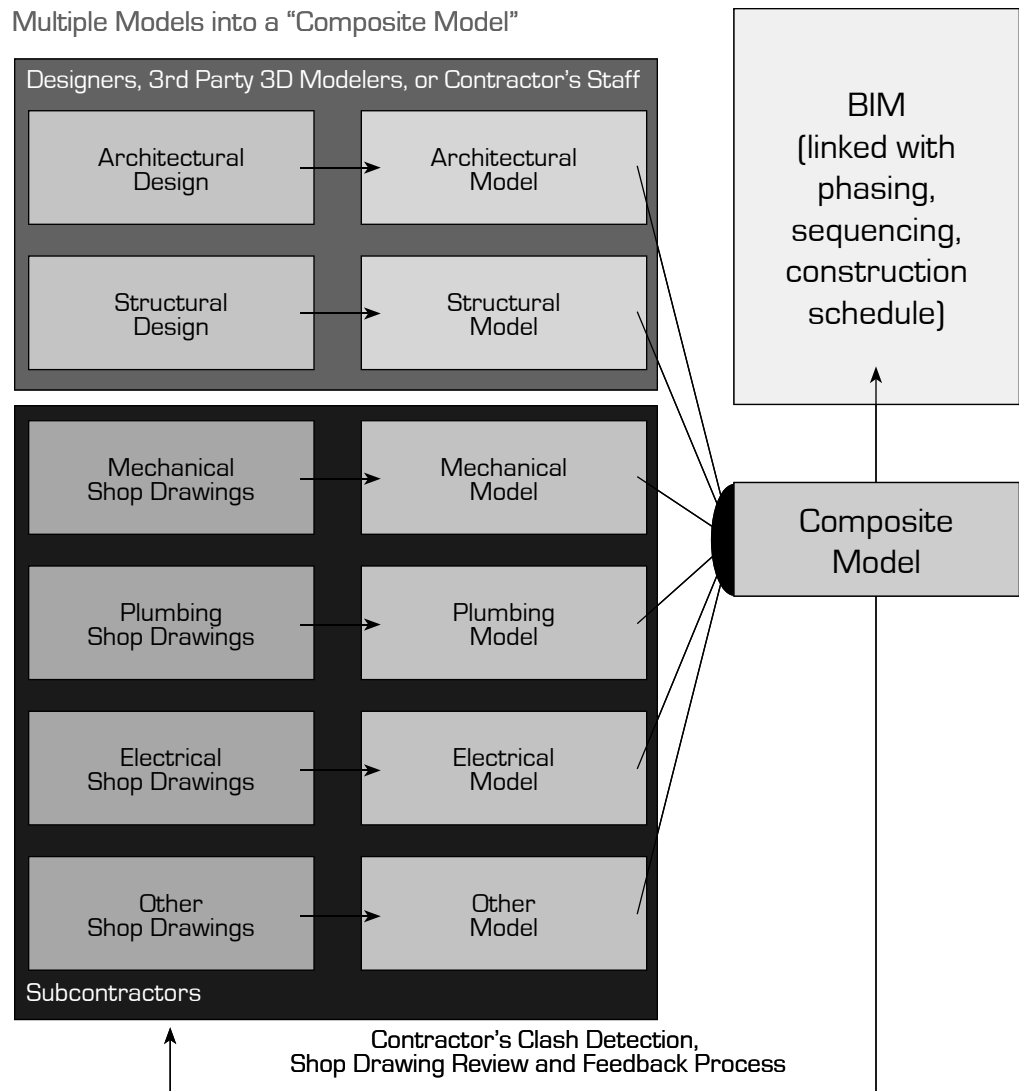 Multiple Models into a “Composite Model”
Designers, 3rd Party 3D Modelers, or Contractor’s Staff
Architectural
Design
Architectural
Model
Structural
Design
Structural
Model
Mechanical
Shop Drawings
Mechanical
Model
Plumbing
Shop Drawings
Plumbing
Model
Electrical
Shop Drawings
Electrical
Model
Other
Shop Drawings
Other
Model
Subcontractors
BIM
(linked with
phasing,
sequencing,
construction
schedule)
Composite
Model
Contractor’s Clash Detection,
Shop Drawing Review and Feedback Process